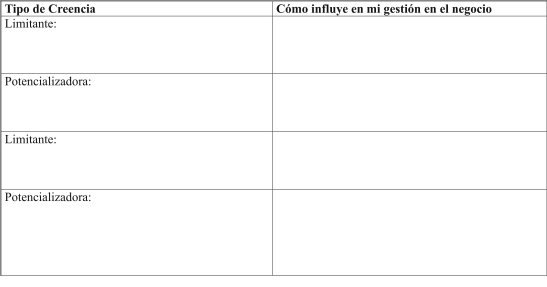 Tipo de Creencia
Cómo influye en mi gestión en el negocio
Limitante:
Potencializadora:
Limitante:
Potencializadora: